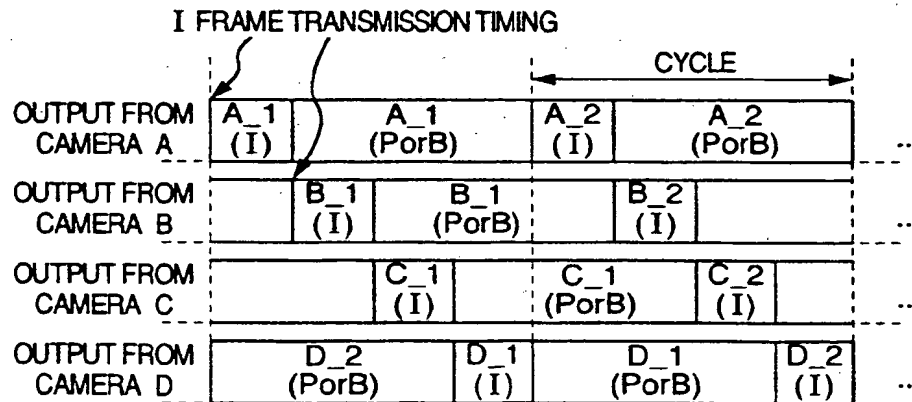 I FRAME TRANSMISSION TIMING
CYCLE
OUTPUT FROM CAMERA A
A_1 (I)
A_1 (PorB)
A_2 (I)
A_2 (PorB)
..
OUTPUT FROM CAMERA B
B_1 (I)
B_1 (PorB)
B_2 (I)
..
OUTPUT FROM CAMERA C
C_1 (I)
C_1 (PorB)
C_2 (I)
..
OUTPUT FROM CAMERA D
D_2 (PorB)
D_1 (I)
D_1 (PorB)
D_2 (I)
..